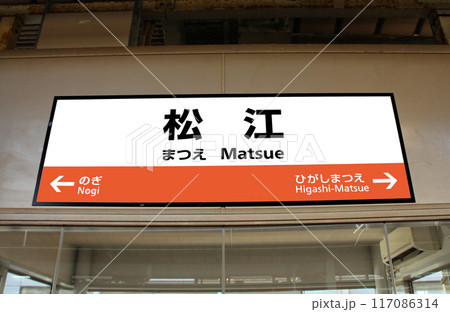 松 江
まつえ Matsue
のぎ
Nogi
ひがしまつえ
Higashi-Matsue
PIXTA
pixta.jp - 117086314